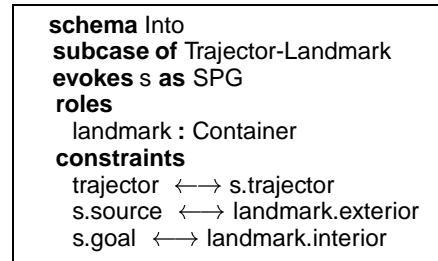 schema Into
subcase of Trajector-Landmark
evokes s as SPG
roles
landmark : Container
constraints
trajector ←→ s.trajector
s.source ←→ landmark.exterior
s.goal ←→ landmark.interior